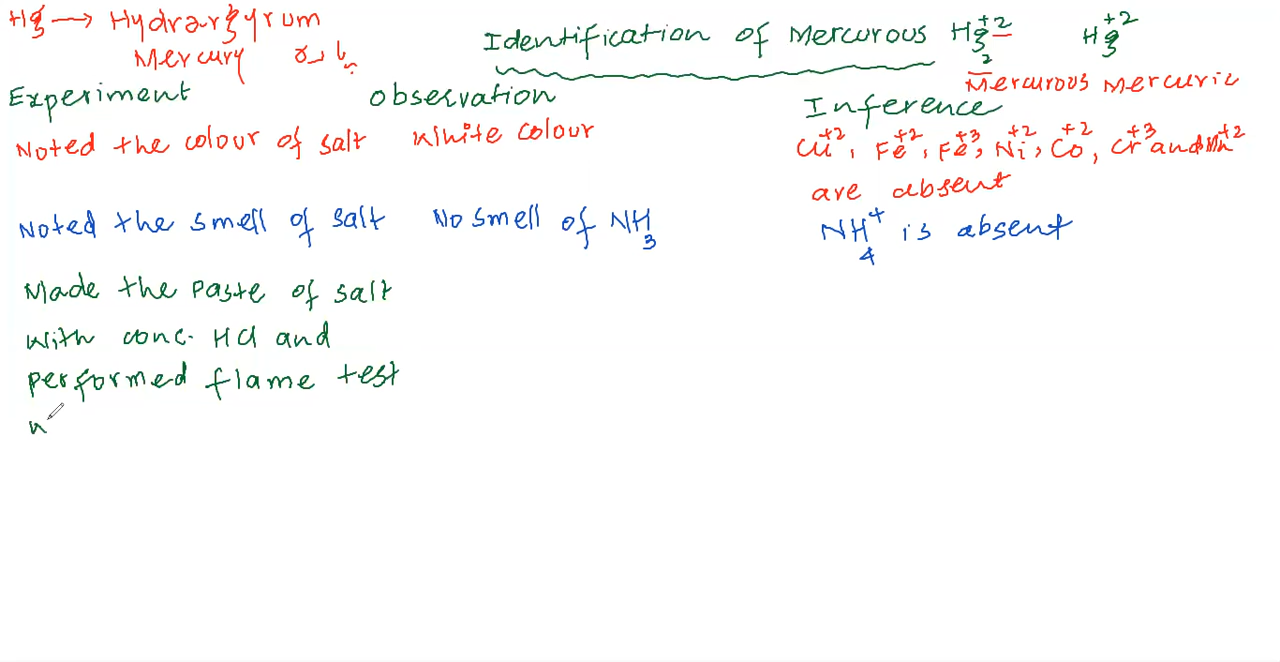 Hg → Hydrargyrum
Mercury
Identification of Mercurous Hg₂⁺² Hg⁺²
Mercurous Mercuric
Experiment Observation Inference
Noted the colour of salt White colour Cu⁺², Fe⁺², Fe⁺³, Ni⁺², Co⁺², Cr⁺³ and Mn⁺²
are absent
Noted the smell of salt No smell of NH₃ NH₄⁺ is absent
Made the paste of salt
with conc. HCl and
performed flame test